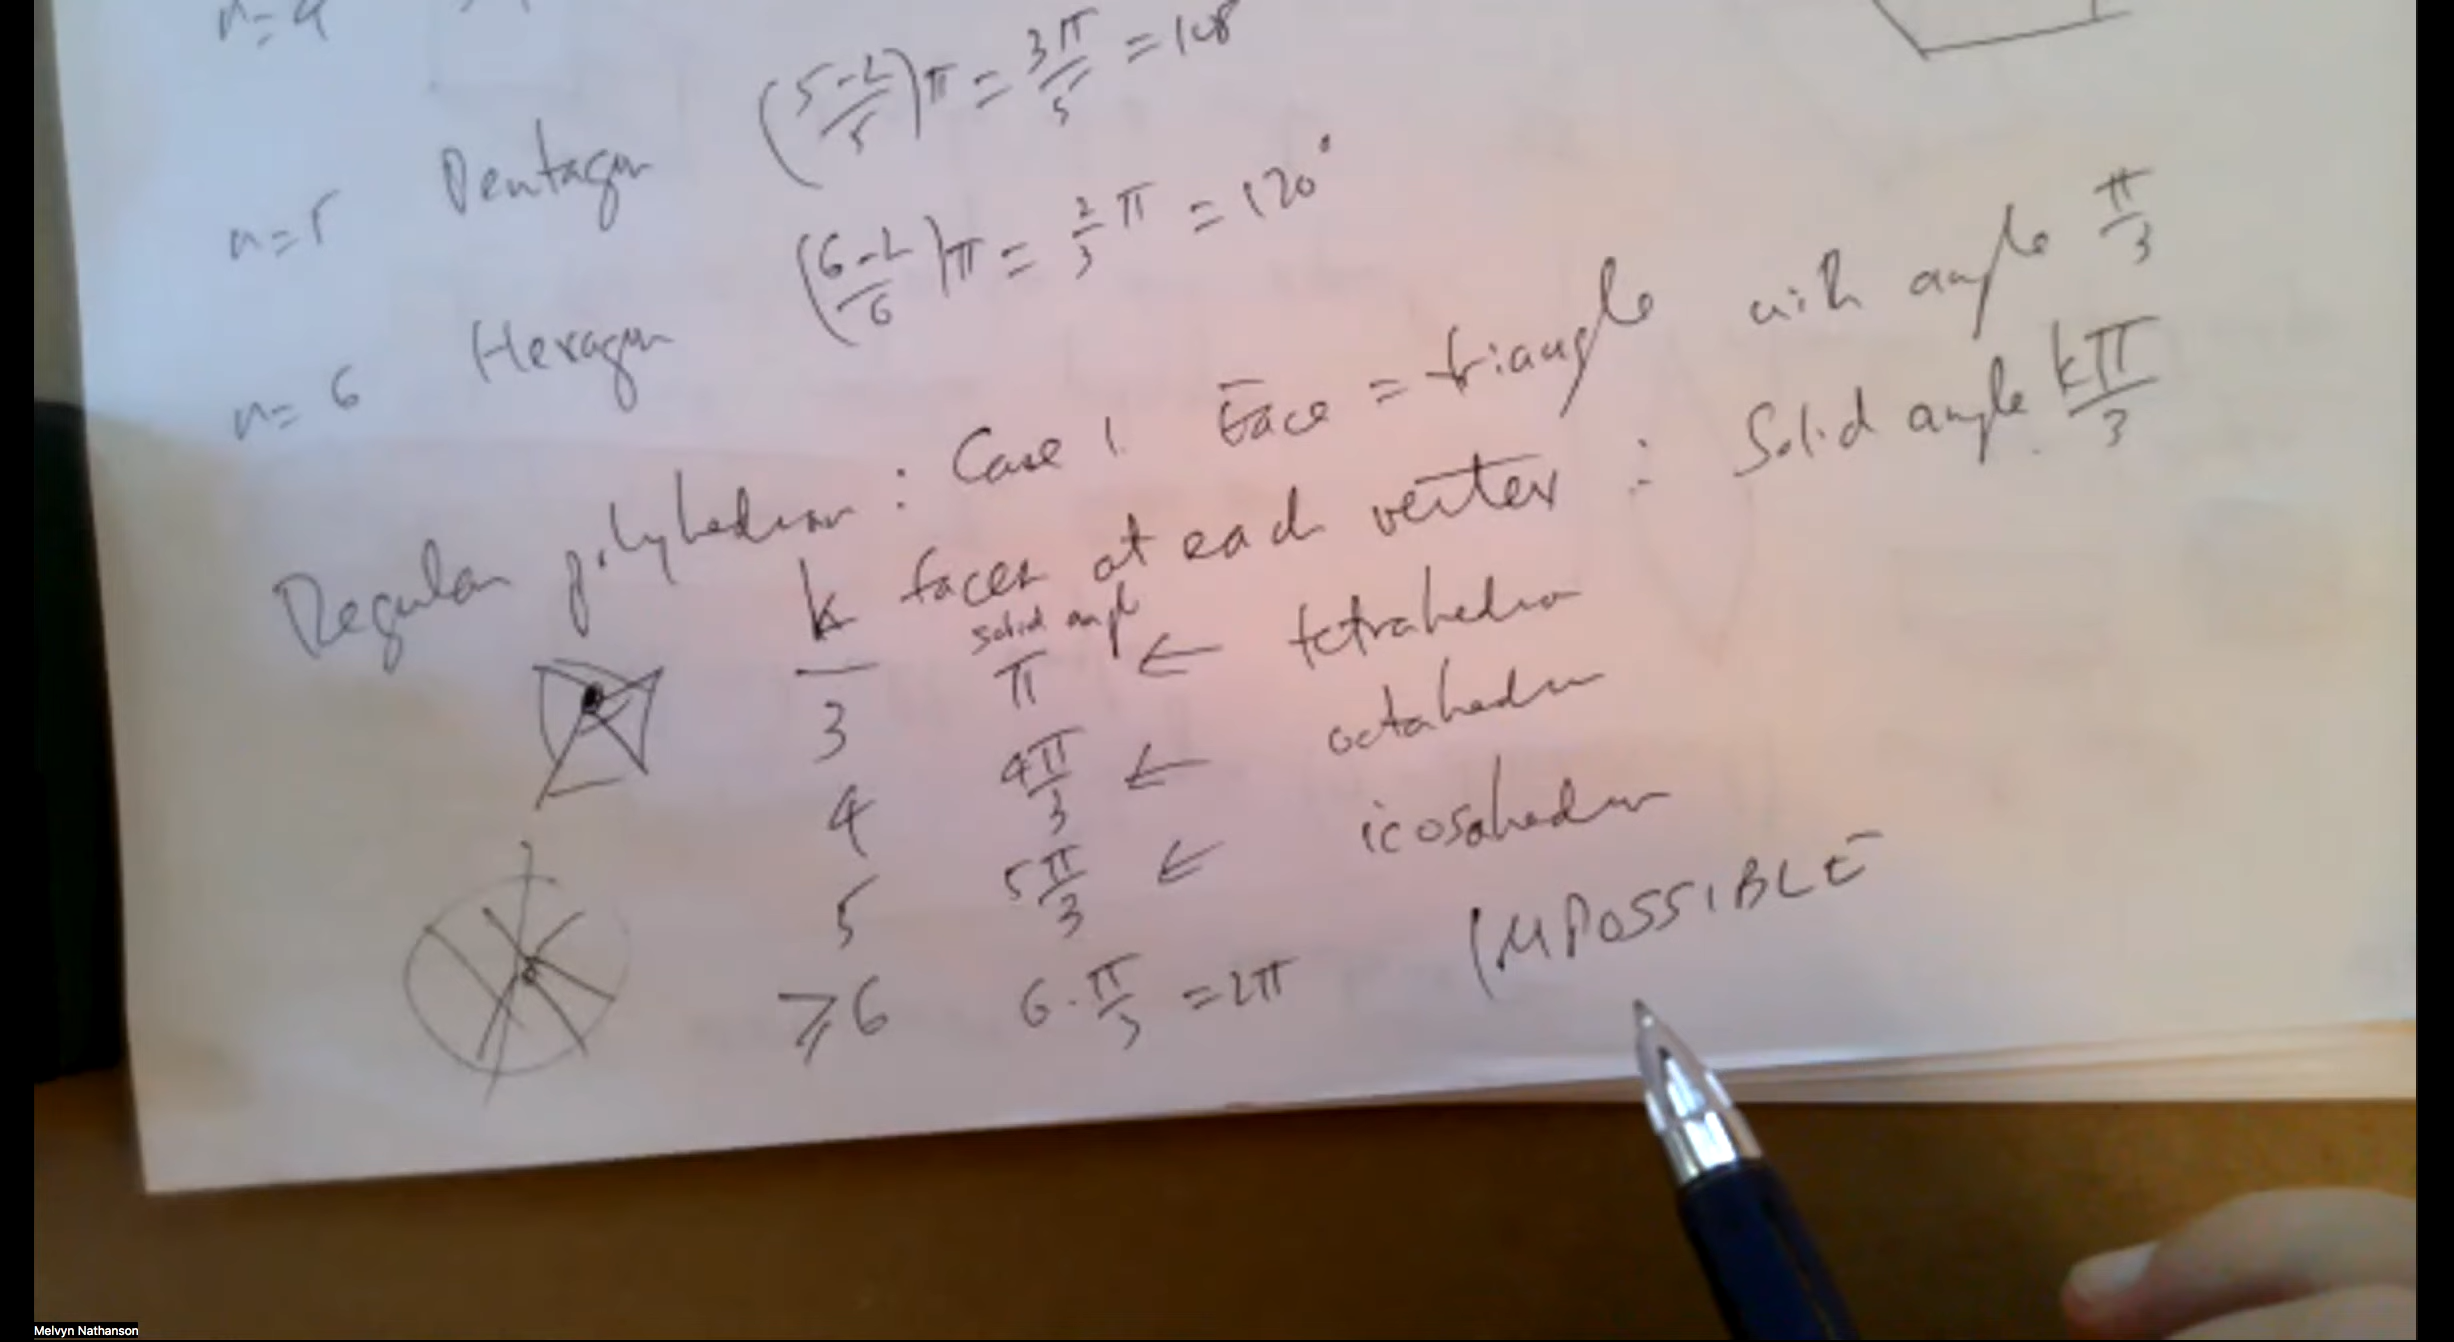 n=4
n=5 Pentagon (5-2/5)π = 3π/5 = 108
n=6 Hexagon (6-2/6)π = 2/3 π = 120°
Regular polyhedron: Case 1. Face = triangle with angle π/3
k faces at each vertex ∴ Solid angle kπ/3
solid angle
3 π ← tetrahedron
4 4π/3 ← octahedron
5 5π/3 ← icosahedron
≥6 6·π/3 = 2π IMPOSSIBLE
Melvyn Nathanson